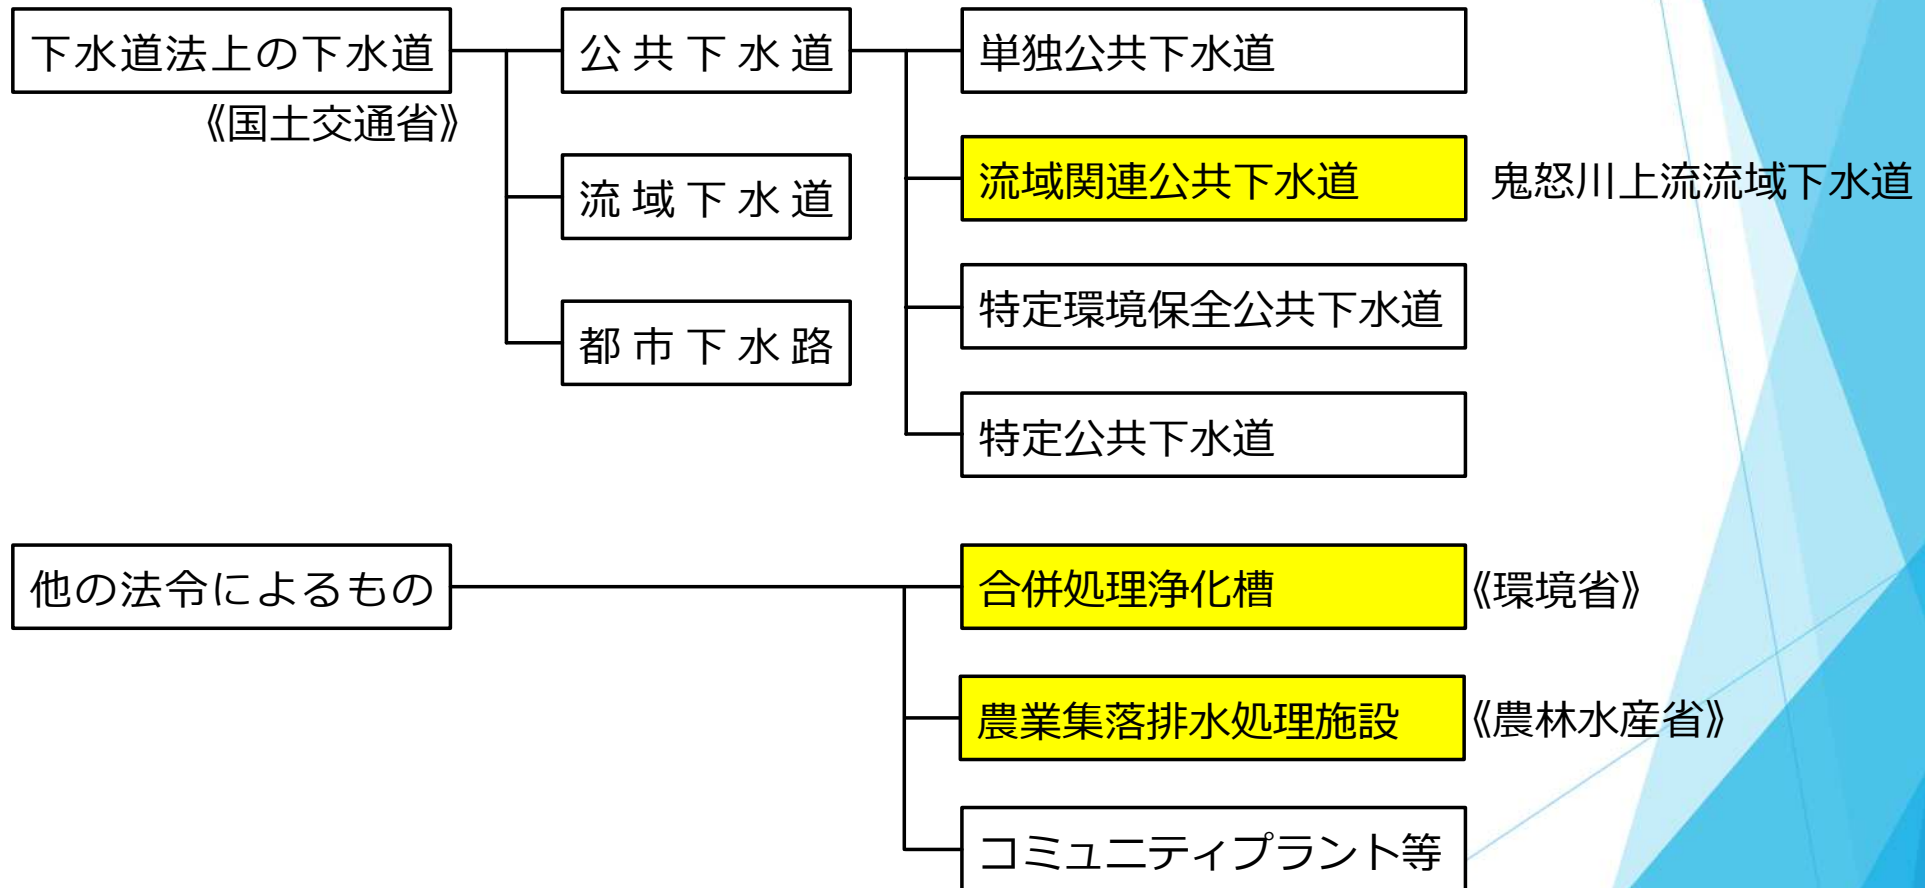 下水道法上の下水道
公共下水道
単独公共下水道
《国土交通省》
流域関連公共下水道
鬼怒川上流流域下水道
流域下水道
特定環境保全公共下水道
都市下水路
特定公共下水道
他の法令によるもの
合併処理浄化槽
《環境省》
農業集落排水処理施設
《農林水産省》
コミュニティプラント等